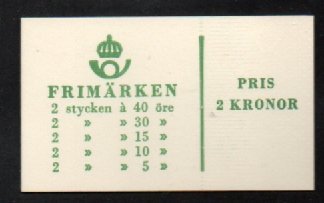 FRIMÄRKEN
2 stycken à 40 öre
2 » » 30 »
2 » » 15 »
2 » » 10 »
2 » » 5 »
PRIS
2 KRONOR